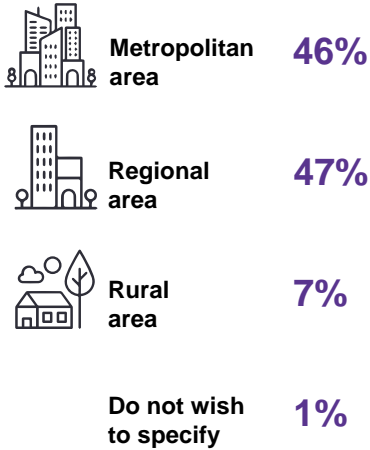 Metropolitan
area
46%
Regional
area
47%
Rural
area
7%
Do not wish
to specify
1%